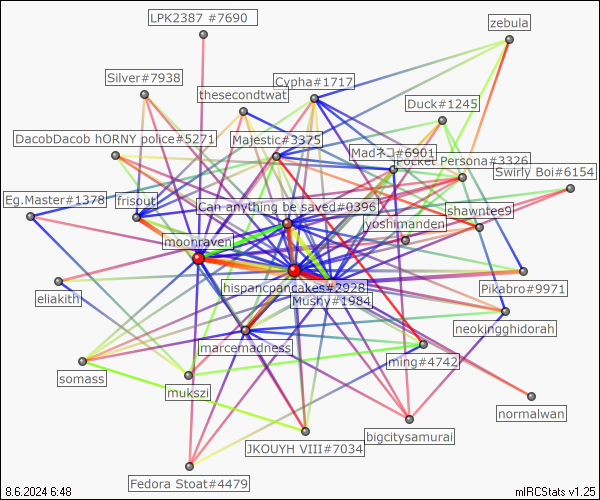 LPK2387 #7690
zebula
Silver#7938
Cypha#1717
thesecondtwat
Duck#1245
DacobDacob hORNY police#5271
Majestic#3375
Madネコ#6901
Pocket Persona#3326
Swirly Boi#6154
Eg.Master#1378
frisout
Can anything be saved#0396
shawntee9
yoshimanden
moonraven
hispancpancakes#2928
Pikabro#9971
eliakith
Mushy#1984
neokingghidorah
marcemadness
ming#4742
somass
mukszi
normalwan
bigcitysamurai
JKOUYH VIII#7034
Fedora Stoat#4479
8.6.2024 6:48
mIRCStats v1.25